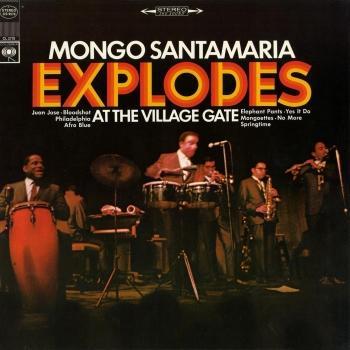 STEREO
MONGO SANTAMARIA
EXPLODES
AT THE VILLAGE GATE
Juan Jose · Bloodshot
Philadelphia
Afro Blue
Elephant Pants · Yes it Do
Mongoettes · No More
Springtime